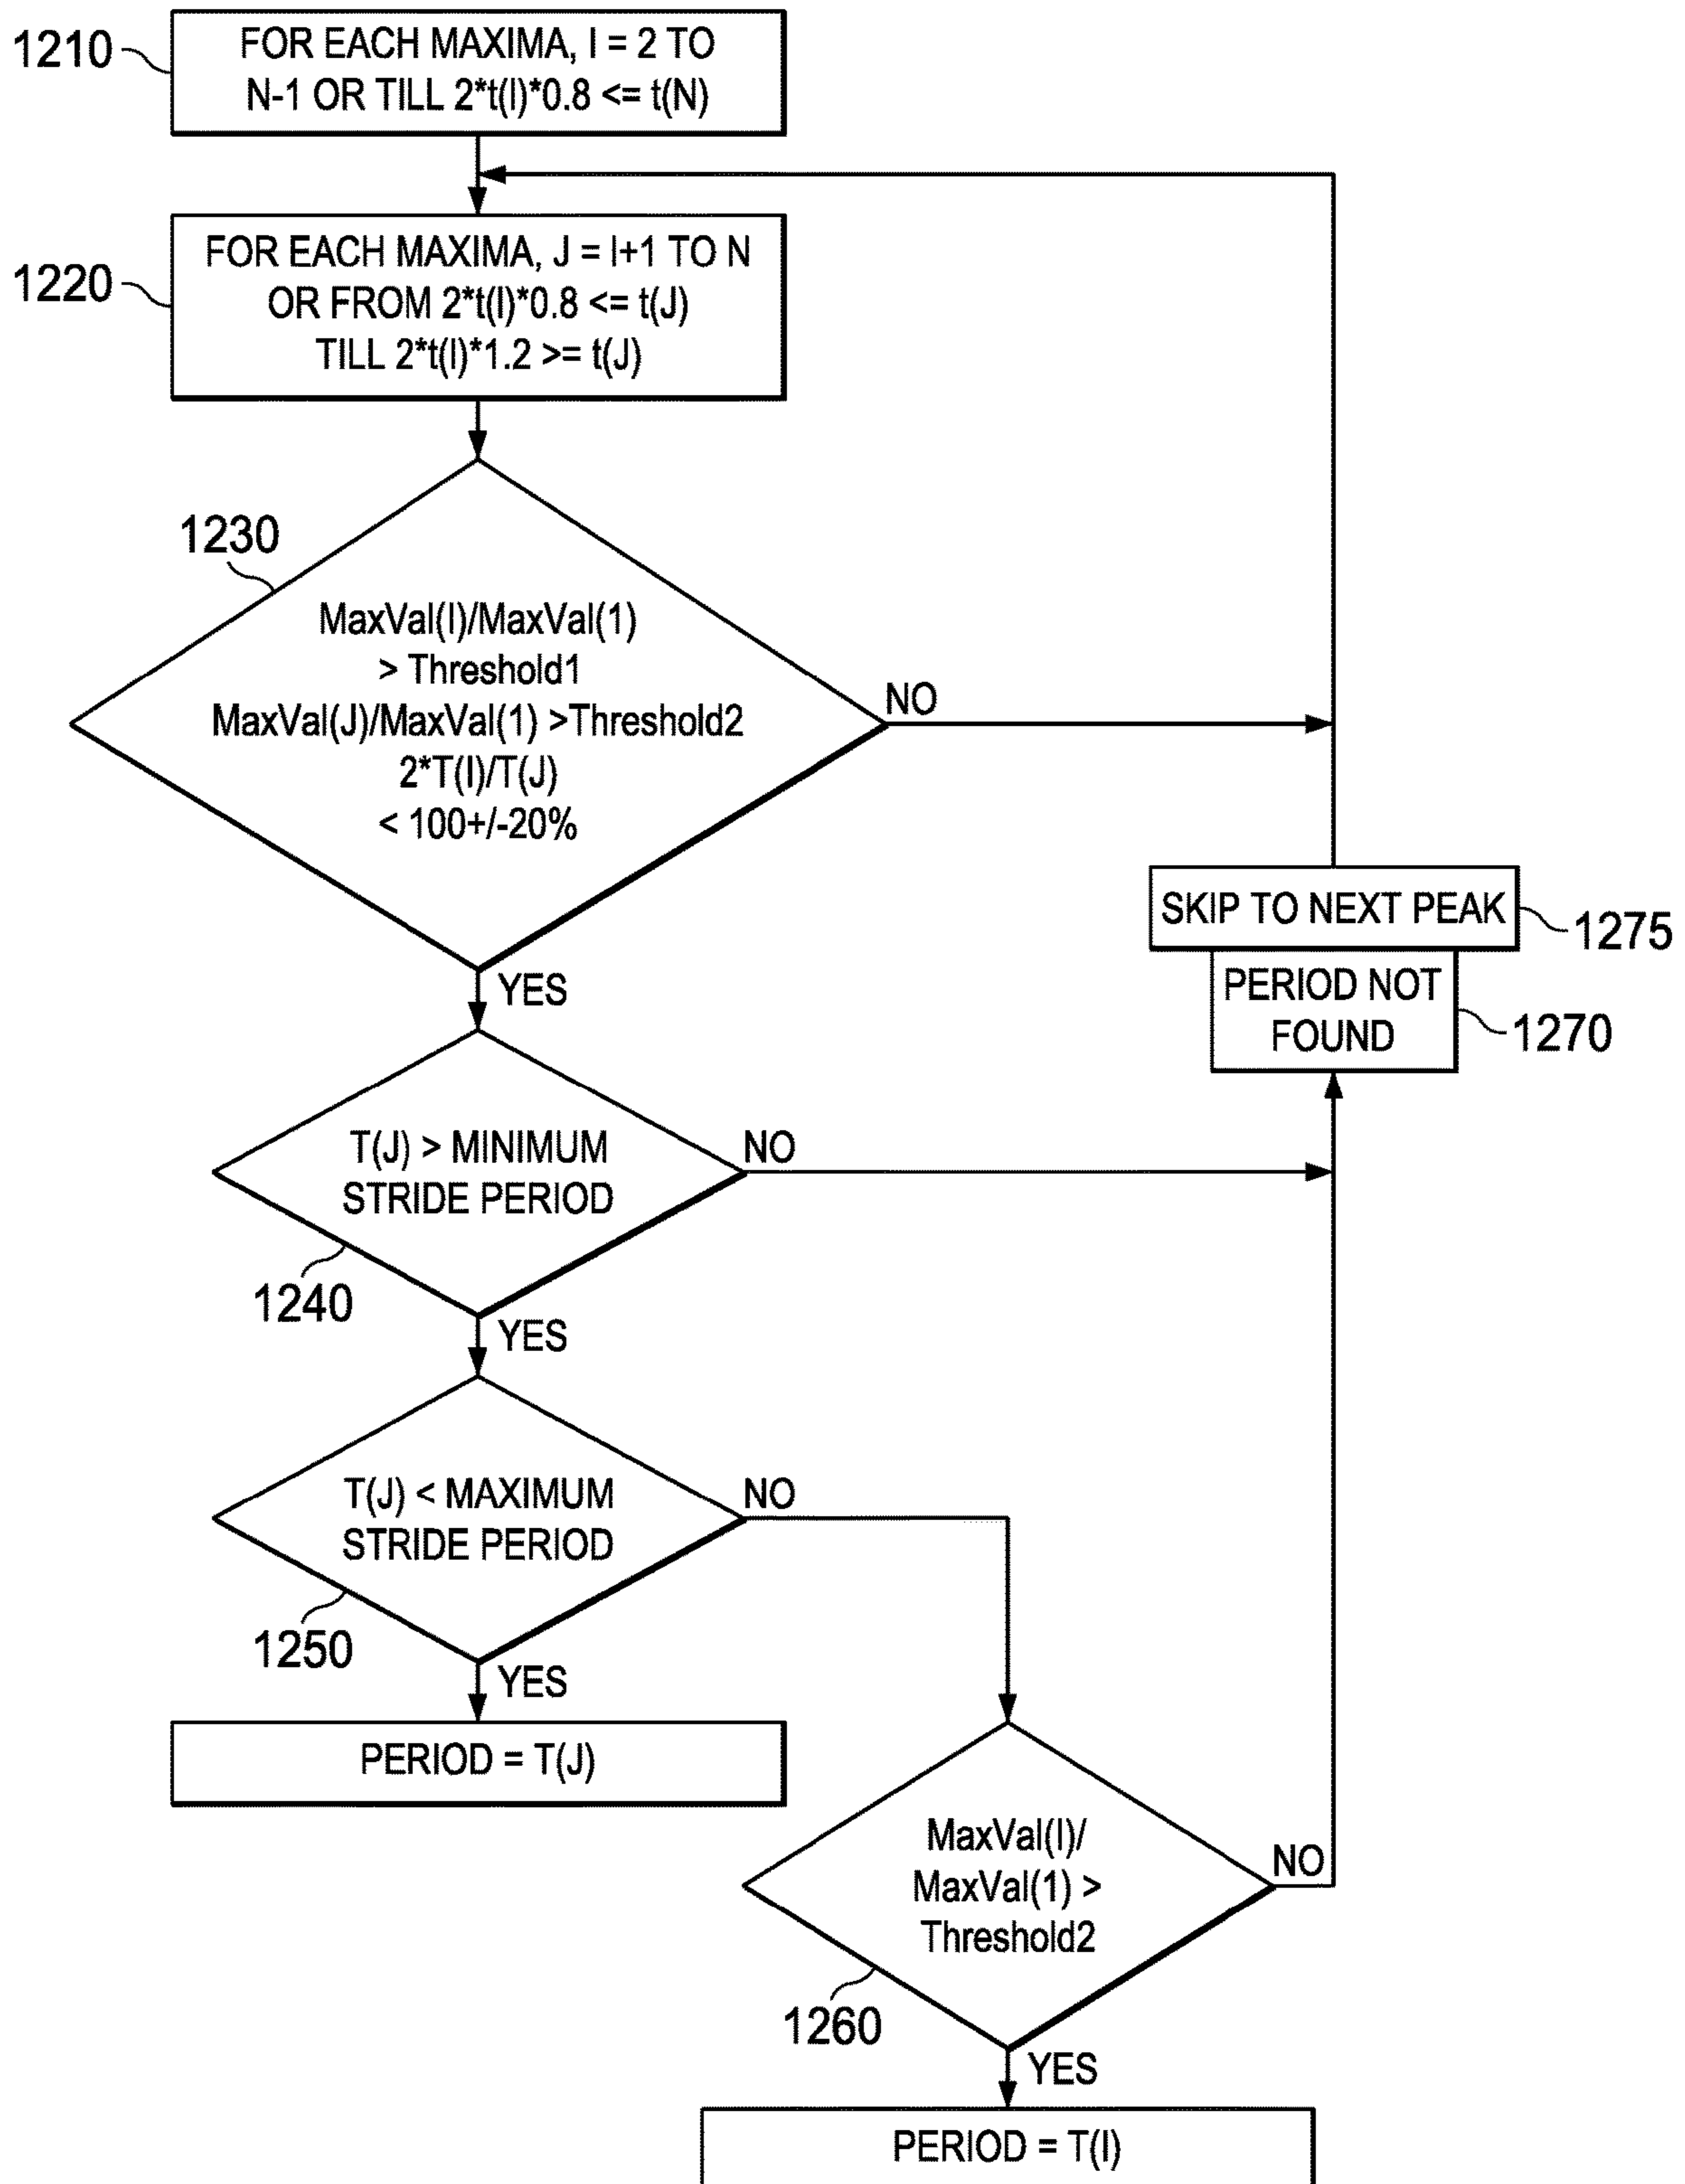 1210
FOR EACH MAXIMA, I = 2 TO
N-1 OR TILL 2*t(I)*0.8 <= t(N)
1220
FOR EACH MAXIMA, J = I+1 TO N
OR FROM 2*t(I)*0.8 <= t(J)
TILL 2*t(I)*1.2 >= t(J)
1230
MaxVal(I)/MaxVal(1)
> Threshold1
MaxVal(J)/MaxVal(1) >Threshold2
2*T(I)/T(J)
< 100+/-20%
NO
YES
SKIP TO NEXT PEAK
1275
PERIOD NOT
FOUND
1270
T(J) > MINIMUM
STRIDE PERIOD
NO
1240
YES
T(J) < MAXIMUM
STRIDE PERIOD
NO
1250
YES
PERIOD = T(J)
MaxVal(I)/
MaxVal(1) >
Threshold2
NO
1260
YES
PERIOD = T(I)